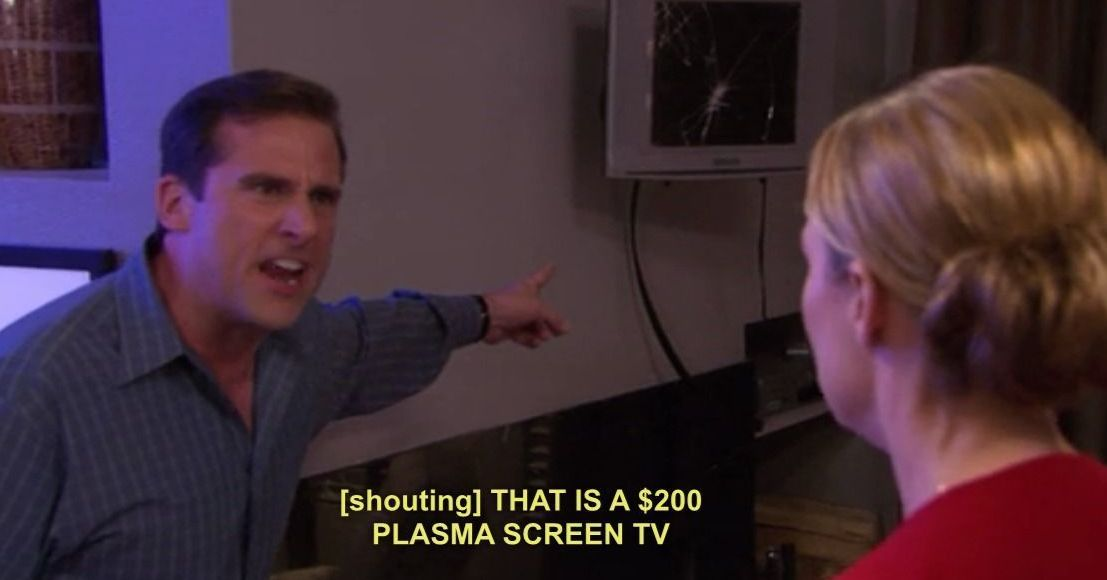 [shouting] THAT IS A $200
PLASMA SCREEN TV